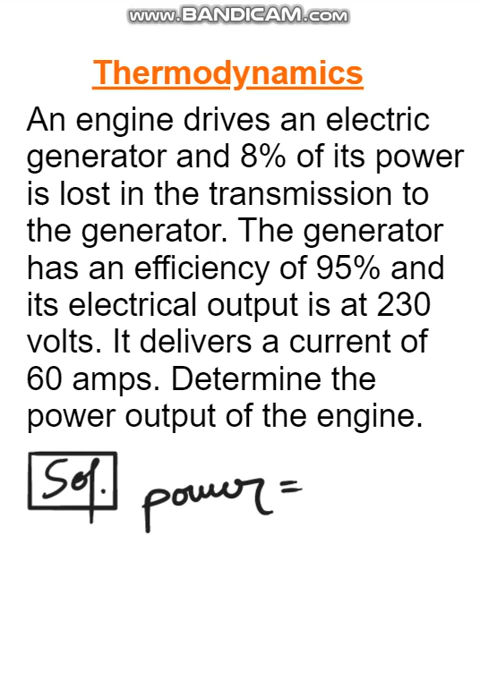 www.BANDICAM.com
Thermodynamics
An engine drives an electric
generator and 8% of its power
is lost in the transmission to
the generator. The generator
has an efficiency of 95% and
its electrical output is at 230
volts. It delivers a current of
60 amps. Determine the
power output of the engine.
Sol. power =